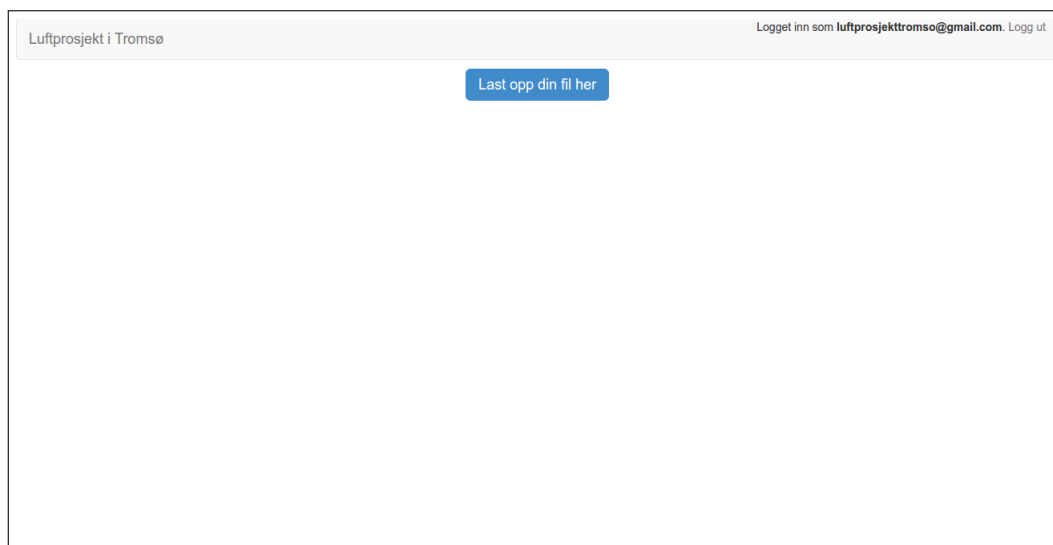 Luftprosjekt i Tromsø
Logget inn som luftprosjekttromso@gmail.com. Logg ut
Last opp din fil her